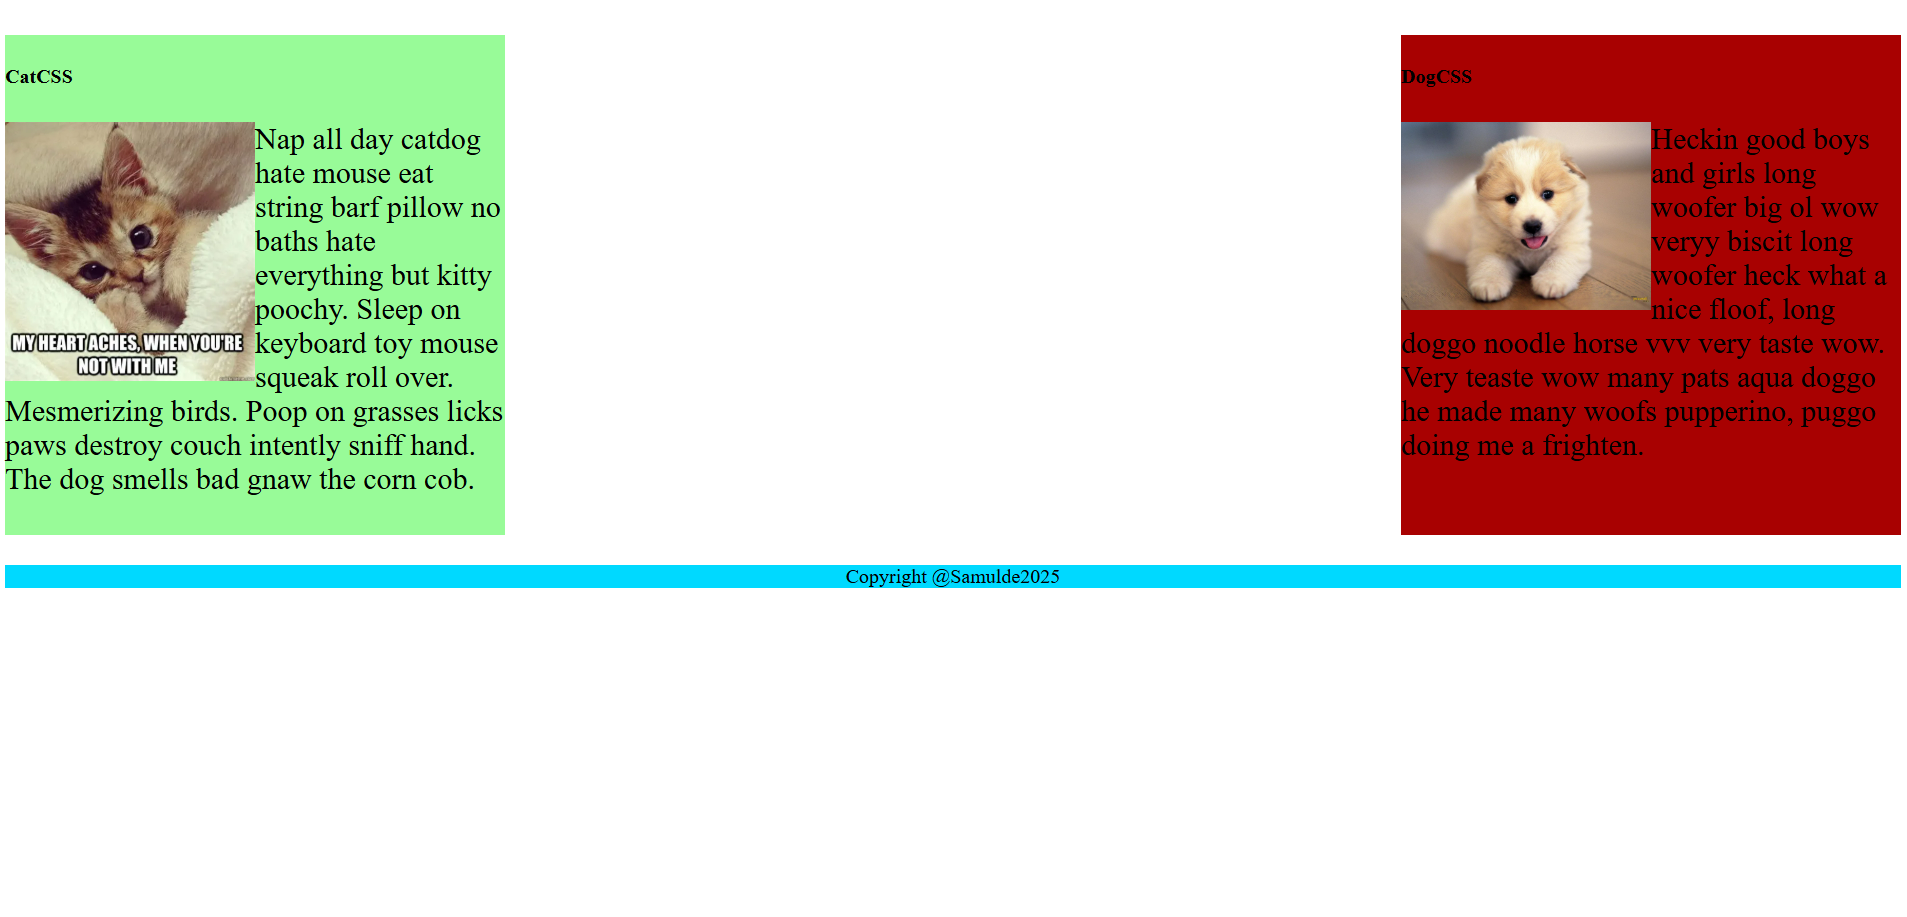 CatCSS
Nap all day catdog
hate mouse eat
string barf pillow no
baths hate
everything but kitty
poochy. Sleep on
keyboard toy mouse
squeak roll over.
Mesmerizing birds. Poop on grasses licks
paws destroy couch intently sniff hand.
The dog smells bad gnaw the corn cob.
MY HEART ACHES, WHEN YOU'RE
NOT WITH ME
DogCSS
Heckin good boys
and girls long
woofer big ol wow
veryy biscit long
woofer heck what a
nice floof, long
doggo noodle horse vvv very taste wow.
Very teaste wow many pats aqua doggo
he made many woofs pupperino, puggo
doing me a frighten.
Copyright @Samulde2025